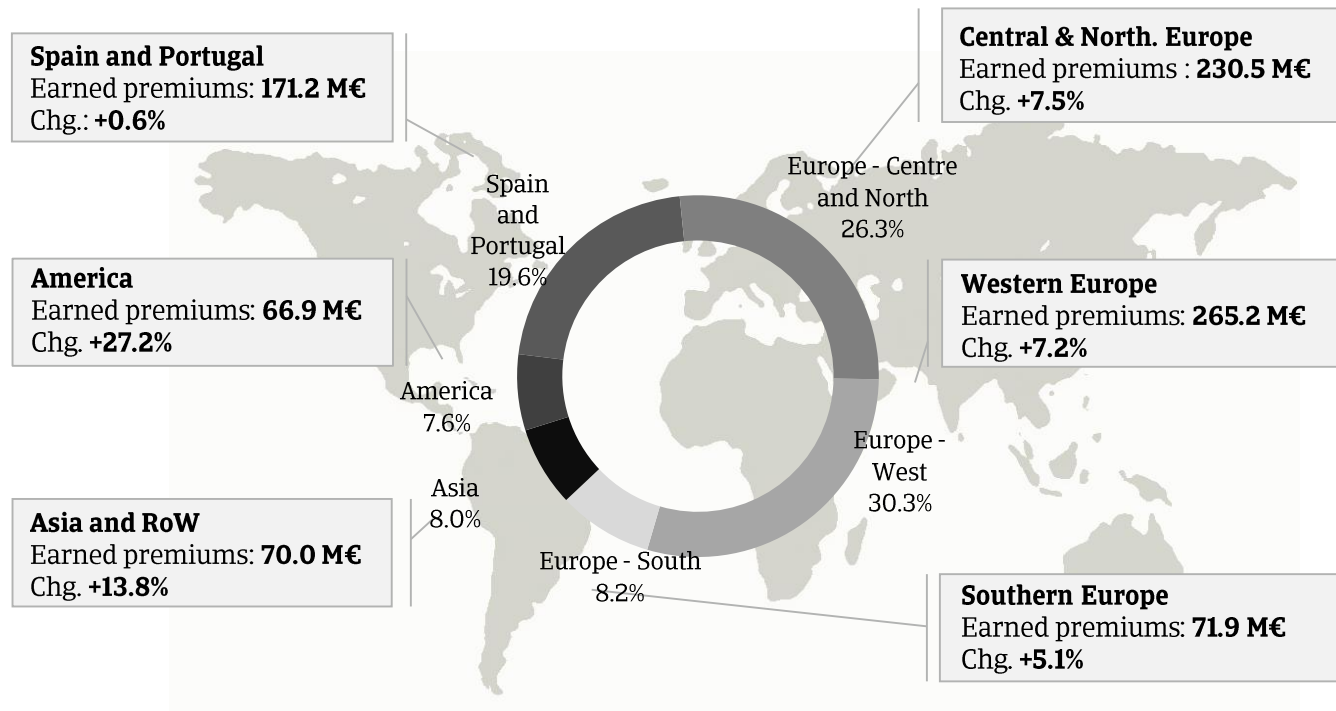 Spain and Portugal
Earned premiums: 171.2 M€
Chg.: +0.6%
Central & North. Europe
Earned premiums : 230.5 M€
Chg. +7.5%
Spain
and
Portugal
19.6%
Europe - Centre
and North
26.3%
America
Earned premiums: 66.9 M€
Chg. +27.2%
Western Europe
Earned premiums: 265.2 M€
Chg. +7.2%
America
7.6%
Europe -
West
30.3%
Asia
8.0%
Asia and RoW
Earned premiums: 70.0 M€
Chg. +13.8%
Europe - South
8.2%
Southern Europe
Earned premiums: 71.9 M€
Chg. +5.1%